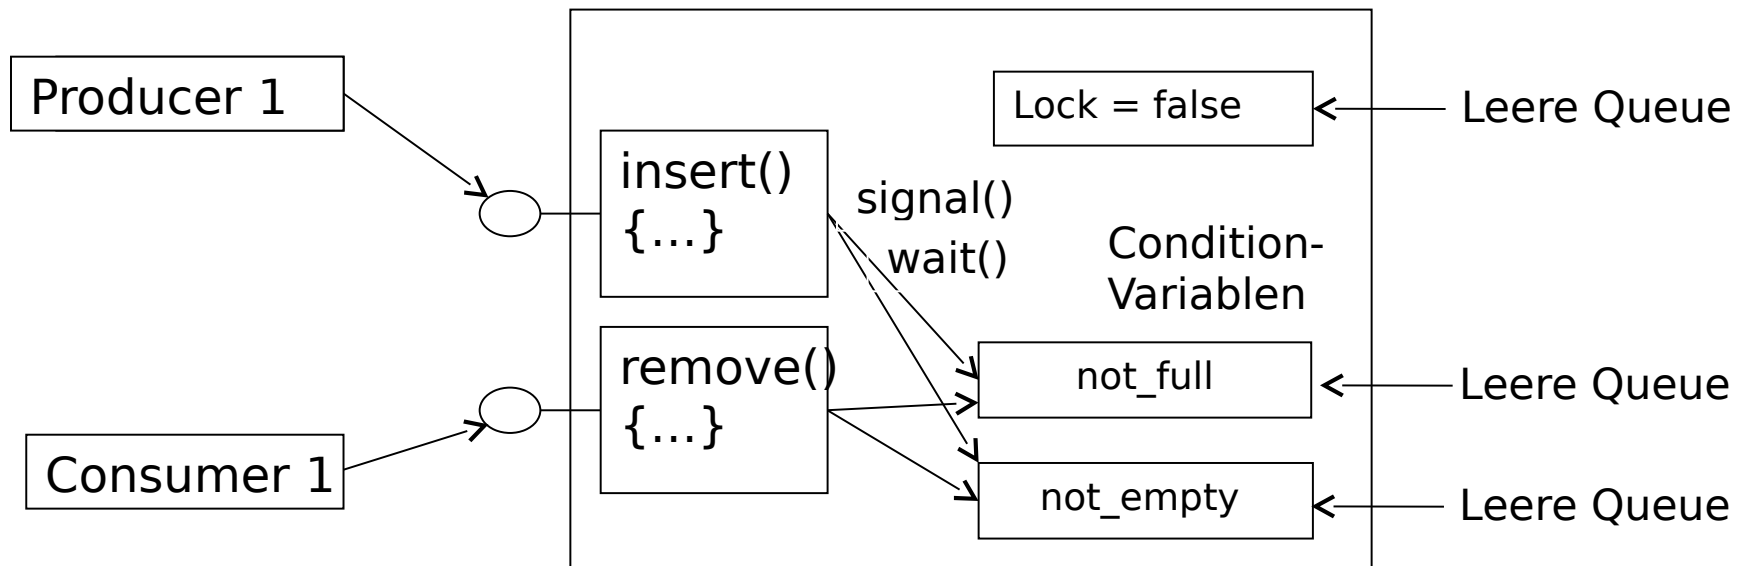 Producer 1
Lock = false
Leere Queue
insert()
{...}
signal()
wait()
Condition-
Variablen
remove()
{...}
not_full
Leere Queue
Consumer 1
not_empty
Leere Queue